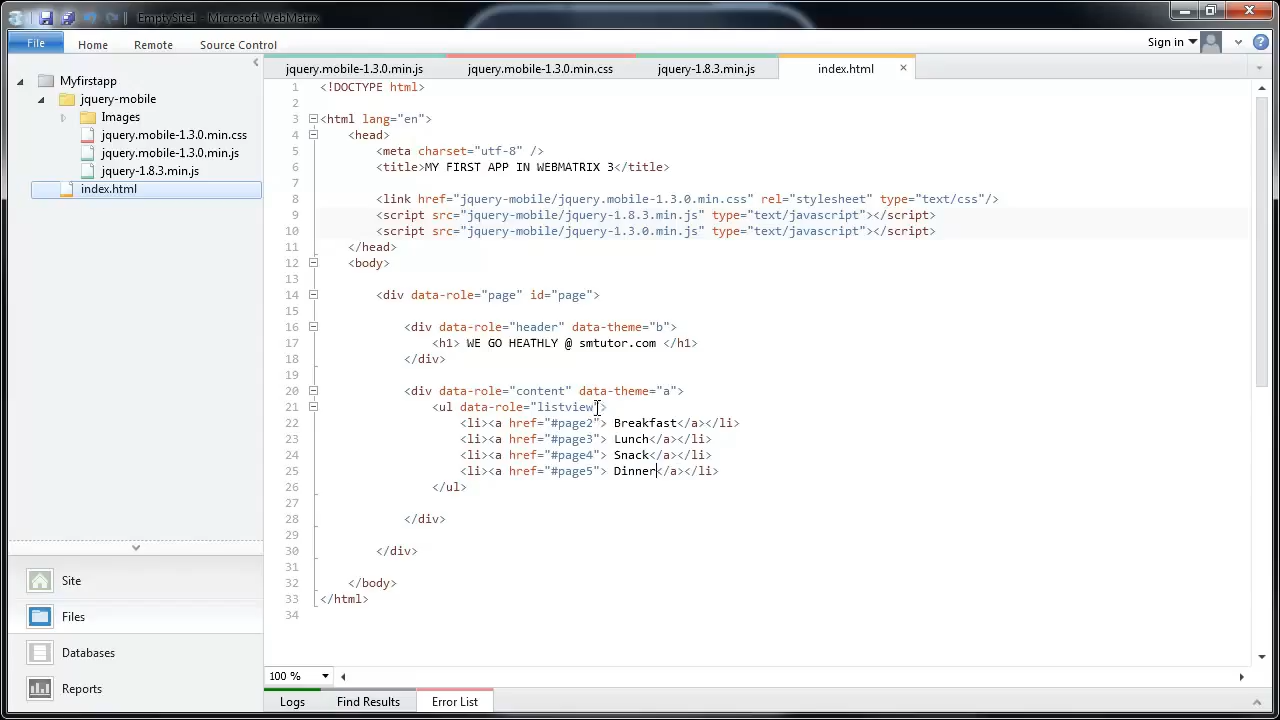 EmptySite1 - Microsoft WebMatrix
File Home Remote Source Control Sign in
Myfirstapp
jquery-mobile
Images
jquery.mobile-1.3.0.min.css
jquery.mobile-1.3.0.min.js
jquery-1.8.3.min.js
index.html
Site
Files
Databases
Reports
jquery.mobile-1.3.0.min.js jquery.mobile-1.3.0.min.css jquery-1.8.3.min.js index.html
1 <!DOCTYPE html>
2
3 <html lang="en">
4 <head>
5 <meta charset="utf-8" />
6 <title>MY FIRST APP IN WEBMATRIX 3</title>
7
8 <link href="jquery-mobile/jquery.mobile-1.3.0.min.css" rel="stylesheet" type="text/css"/>
9 <script src="jquery-mobile/jquery-1.8.3.min.js" type="text/javascript"></script>
10 <script src="jquery-mobile/jquery-1.3.0.min.js" type="text/javascript"></script>
11 </head>
12 <body>
13
14 <div data-role="page" id="page">
15
16 <div data-role="header" data-theme="b">
17 <h1> WE GO HEATHLY @ smtutor.com </h1>
18 </div>
19
20 <div data-role="content" data-theme="a">
21 <ul data-role="listview">
22 <li><a href="#page2"> Breakfast</a></li>
23 <li><a href="#page3"> Lunch</a></li>
24 <li><a href="#page4"> Snack</a></li>
25 <li><a href="#page5"> Dinner</a></li>
26 </ul>
27
28 </div>
29
30 </div>
31
32 </body>
33 </html>
34
100 %
Logs Find Results Error List